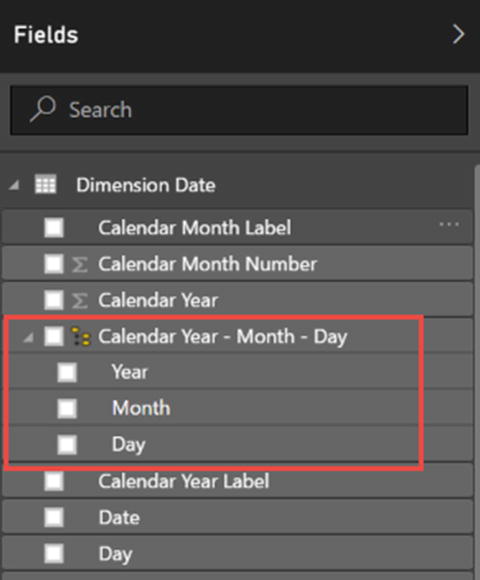 Fields
Search
Dimension Date
Calendar Month Label
Calendar Month Number
Calendar Year
Calendar Year - Month - Day
Year
Month
Day
Calendar Year Label
Date
Day